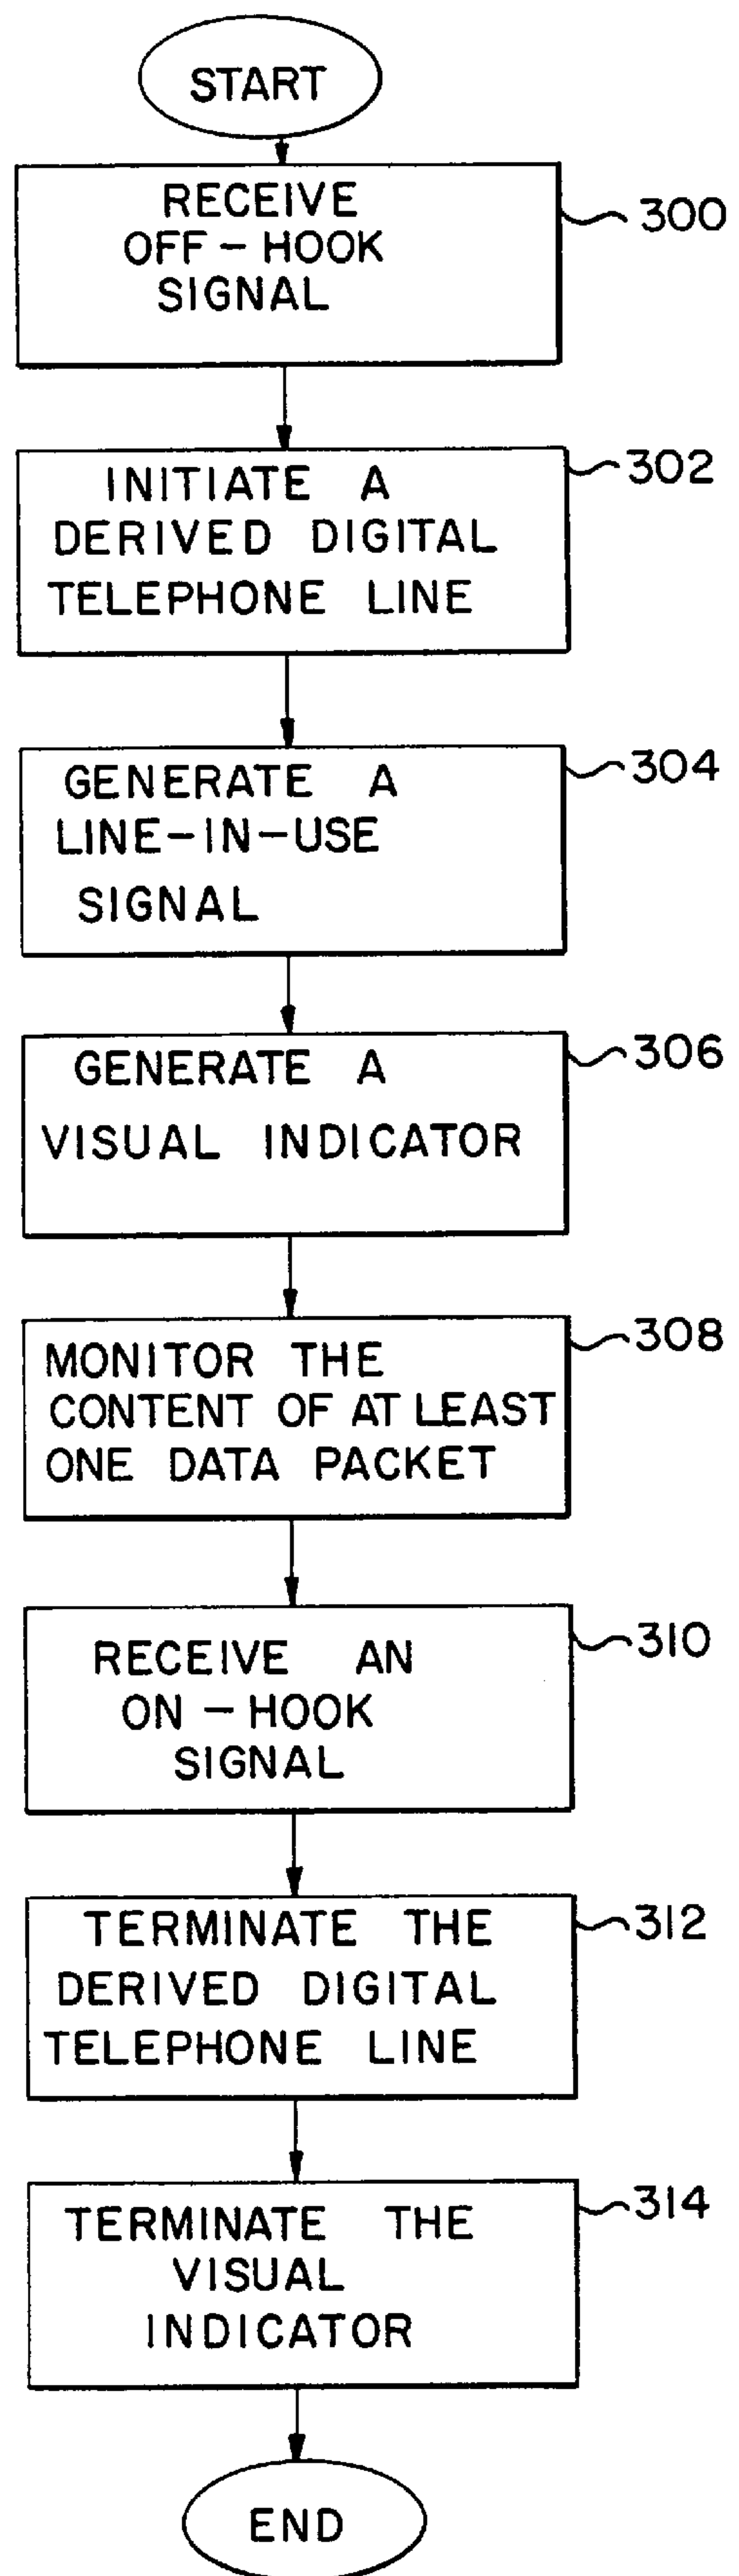 START
RECEIVE
OFF-HOOK
SIGNAL
300
INITIATE A
DERIVED DIGITAL
TELEPHONE LINE
302
GENERATE A
LINE-IN-USE
SIGNAL
304
GENERATE A
VISUAL INDICATOR
306
MONITOR THE
CONTENT OF AT LEAST
ONE DATA PACKET
308
RECEIVE AN
ON-HOOK
SIGNAL
310
TERMINATE THE
DERIVED DIGITAL
TELEPHONE LINE
312
TERMINATE THE
VISUAL
INDICATOR
314
END